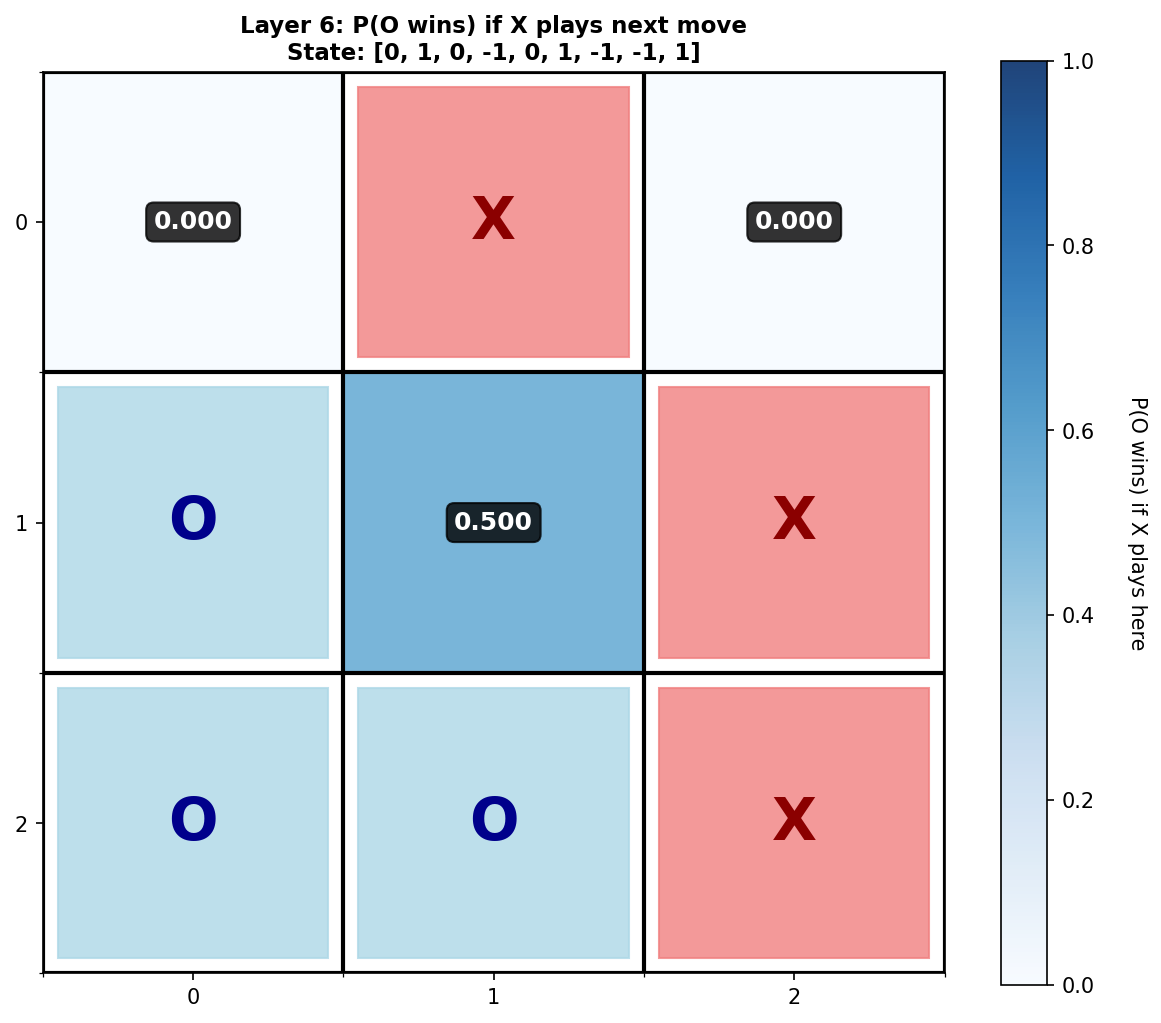 Layer 6: P(O wins) if X plays next move
State: [0, 1, 0, -1, 0, 1, -1, -1, 1]
0.000
X
0.000
O
0.500
X
O
O
X
0
1
2
0
1
2
1.0
0.8
0.6
0.4
0.2
0.0
P(O wins) if X plays here